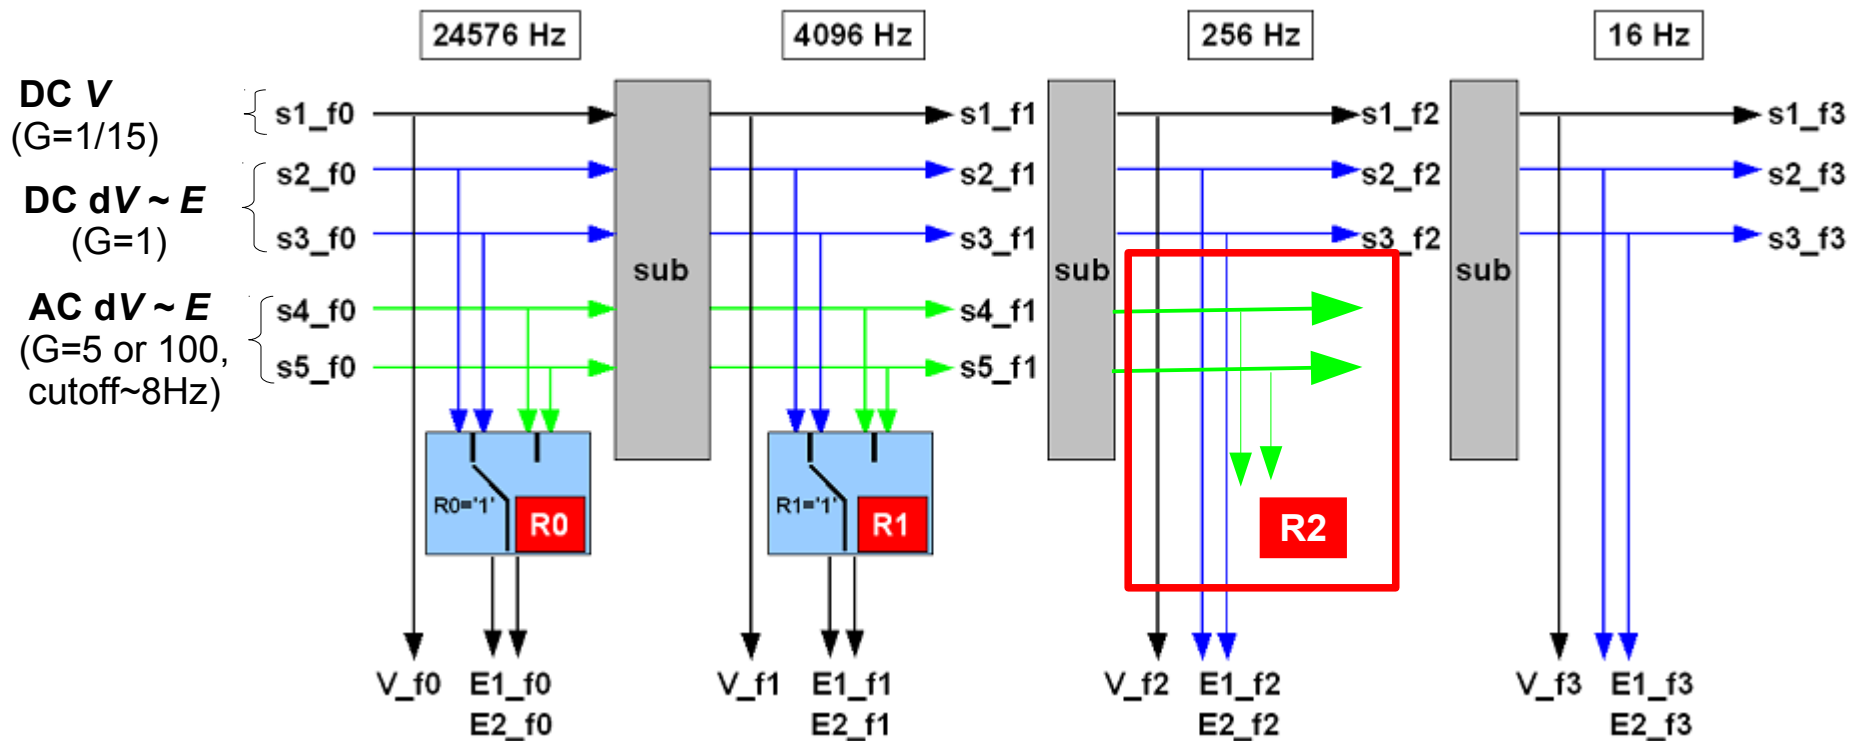 24576 Hz
4096 Hz
256 Hz
16 Hz
DC V
(G=1/15)
s1_f0
s1_f1
s1_f2
s1_f3
DC dV ~ E
(G=1)
s2_f0
s2_f1
s2_f2
s2_f3
s3_f0
s3_f1
s3_f2
s3_f3
sub
sub
sub
AC dV ~ E
(G=5 or 100,
cutoff~8Hz)
s4_f0
s4_f1
s5_f0
s5_f1
R0='1'
R0
R1='1'
R1
R2
V_f0
E1_f0
E2_f0
V_f1
E1_f1
E2_f1
V_f2
E1_f2
E2_f2
V_f3
E1_f3
E2_f3